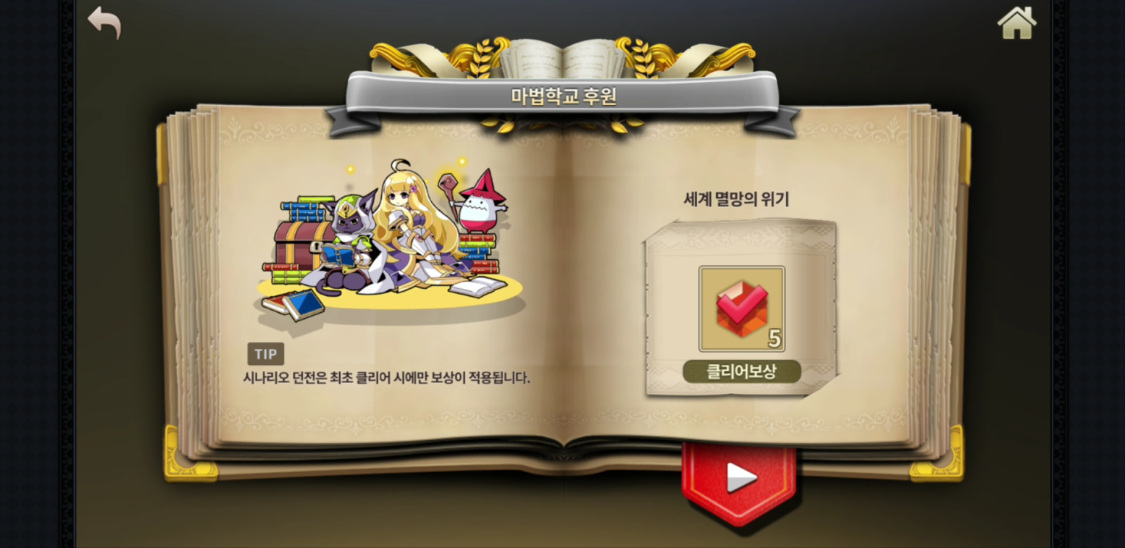 마법학교 후원
세계 멸망의 위기
5
클리어보상
TIP
시나리오 던전은 최초 클리어 시에만 보상이 적용됩니다.